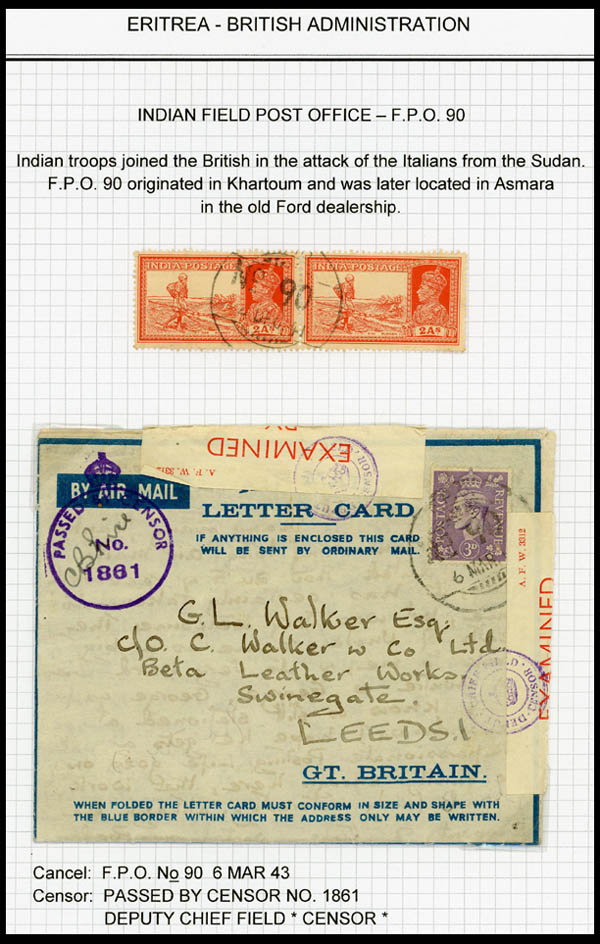 ERITREA - BRITISH ADMINISTRATION
INDIAN FIELD POST OFFICE – F.P.O. 90
Indian troops joined the British in the attack of the Italians from the Sudan.
F.P.O. 90 originated in Khartoum and was later located in Asmara
in the old Ford dealership.
INDIA POSTAGE
2As
INDIA POSTAGE
2As
No 90
EXAMINED
BY
A. F. W. 3312
BY AIR MAIL
LETTER CARD
IF ANYTHING IS ENCLOSED THIS CARD
WILL BE SENT BY ORDINARY MAIL.
PASSED BY CENSOR
No.
1861
POSTAGE REVENUE
3D
6 MAR
A. F. W. 3312
EXAMINED
G.L. Walker Esq.
c/o. C. Walker & Co Ltd
Beta Leather Works,
Swinegate,
LEEDS.1
GT. BRITAIN.
WHEN FOLDED THE LETTER CARD MUST CONFORM IN SIZE AND SHAPE WITH
THE BLUE BORDER WITHIN WHICH THE ADDRESS ONLY MAY BE WRITTEN.
Cancel: F.P.O. No 90 6 MAR 43
Censor: PASSED BY CENSOR NO. 1861
DEPUTY CHIEF FIELD * CENSOR *